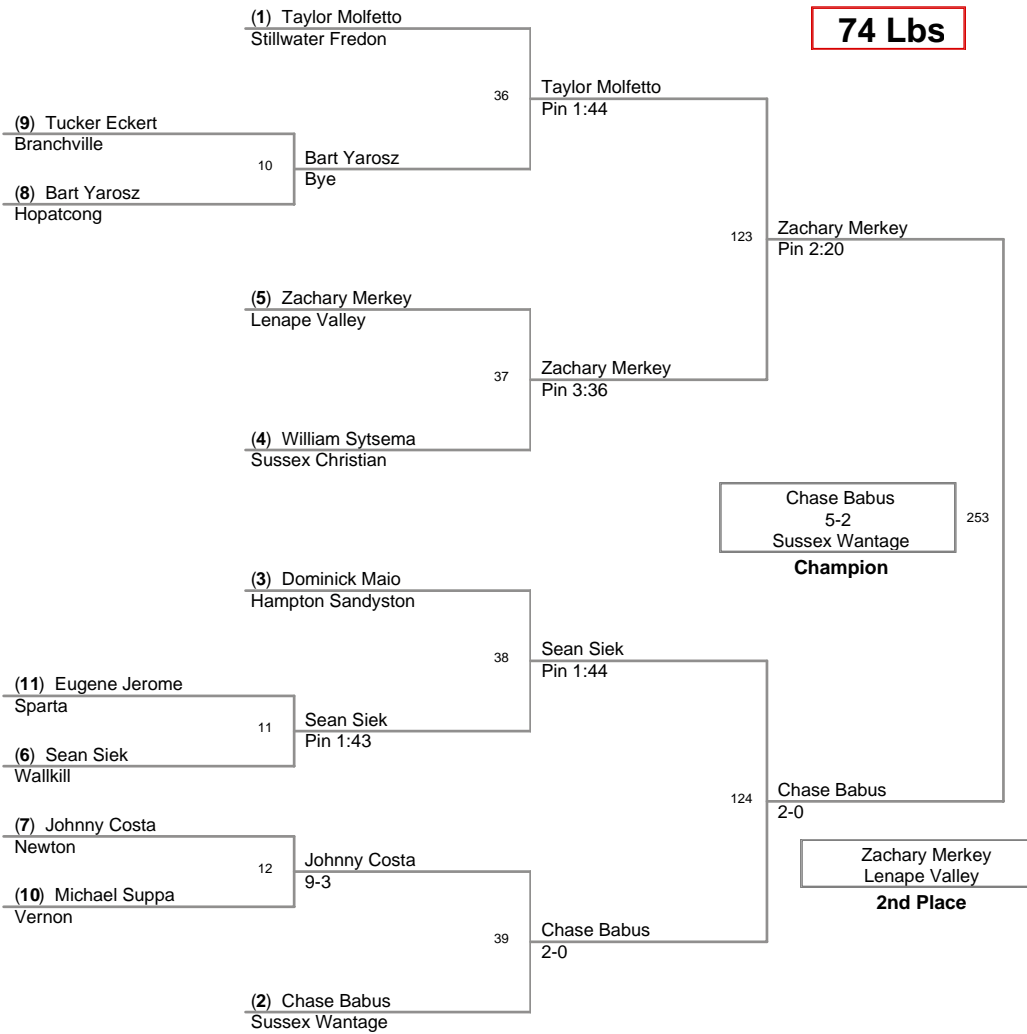 74 Lbs
(1) Taylor Molfetto
Stillwater Fredon
36
Taylor Molfetto
Pin 1:44
(9) Tucker Eckert
Branchville
10
Bart Yarosz
Bye
(8) Bart Yarosz
Hopatcong
123
Zachary Merkey
Pin 2:20
(5) Zachary Merkey
Lenape Valley
37
Zachary Merkey
Pin 3:36
(4) William Sytsema
Sussex Christian
Chase Babus
5-2
Sussex Wantage
Champion
253
(3) Dominick Maio
Hampton Sandyston
38
Sean Siek
Pin 1:44
(11) Eugene Jerome
Sparta
11
Sean Siek
Pin 1:43
(6) Sean Siek
Wallkill
124
Chase Babus
2-0
(7) Johnny Costa
Newton
12
Johnny Costa
9-3
(10) Michael Suppa
Vernon
Zachary Merkey
Lenape Valley
2nd Place
39
Chase Babus
2-0
(2) Chase Babus
Sussex Wantage